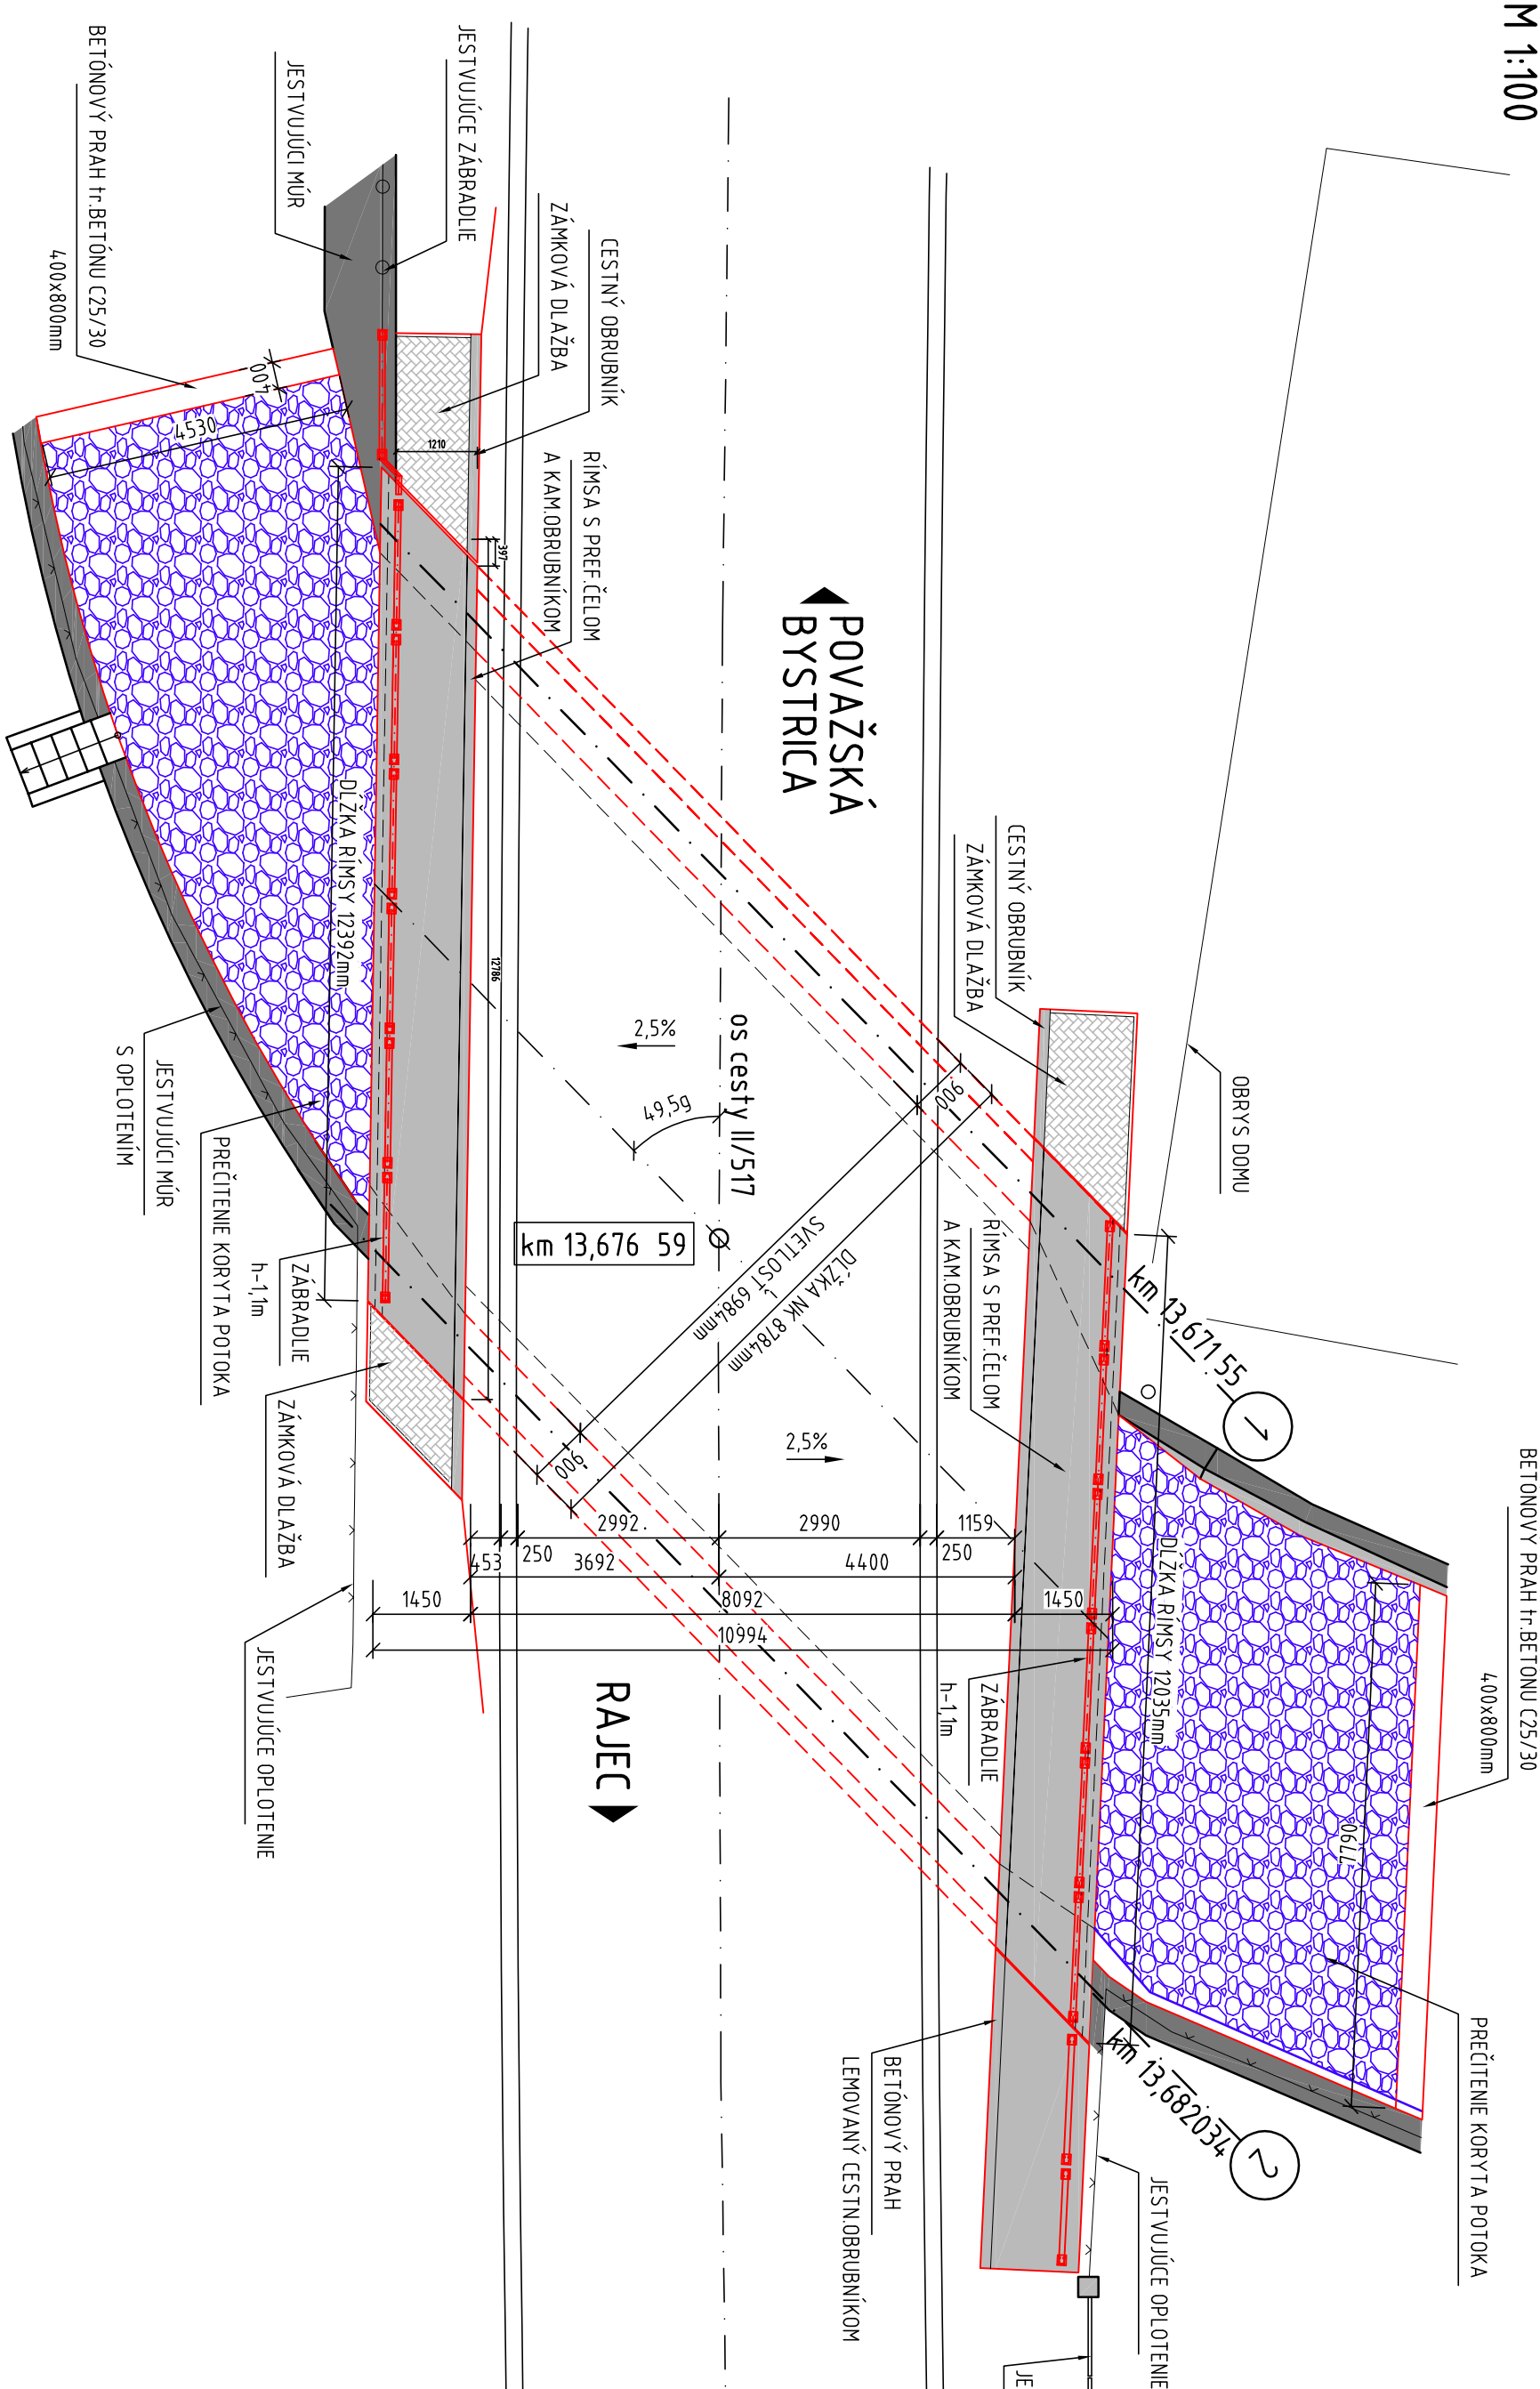 M 1:100
BETÓNOVÝ PRAH tr.BETÓNU C25/30
400x800mm
JESTVUJÚCI MÚR
JESTVUJÚCE ZÁBRADLIE
ZÁMKOVÁ DLAŽBA
CESTNÝ OBRUBNÍK
RÍMSA S PREF.ČELOM
A KAM.OBRUBNÍKOM
400
4530
1210
397
12786
DĹŽKA RÍMSY 12392mm
POVAŽSKÁ
BYSTRICA
CESTNÝ OBRUBNÍK
ZÁMKOVÁ DLAŽBA
OBRYS DOMU
2,5%
49,5g
os cesty II/517
km 13,676 59
900
SVETLOSŤ 6984mm
DĹŽKA NK 8784mm
900
RÍMSA S PREF.ČELOM
A KAM.OBRUBNÍKOM
km 13,671 55
1
2,5%
JESTVUJÚCI MÚR
S OPLOTENÍM
PREČITENIE KORYTA POTOKA
ZÁBRADLIE
h-1,1m
ZÁMKOVÁ DLAŽBA
JESTVUJÚCE OPLOTENIE
2992
2990
1159
453
250
3692
4400
250
1450
8092
1450
10994
RAJEC
ZÁBRADLIE
h-1,1m
DĹŽKA RÍMSY 12035mm
7790
BETÓNOVÝ PRAH tr.BETÓNU C25/30
400x800mm
PREČITENIE KORYTA POTOKA
km 13,682034
2
BETÓNOVÝ PRAH
LEMOVANÝ CESTN.OBRUBNÍKOM
JESTVUJÚCE OPLOTENIE
JE